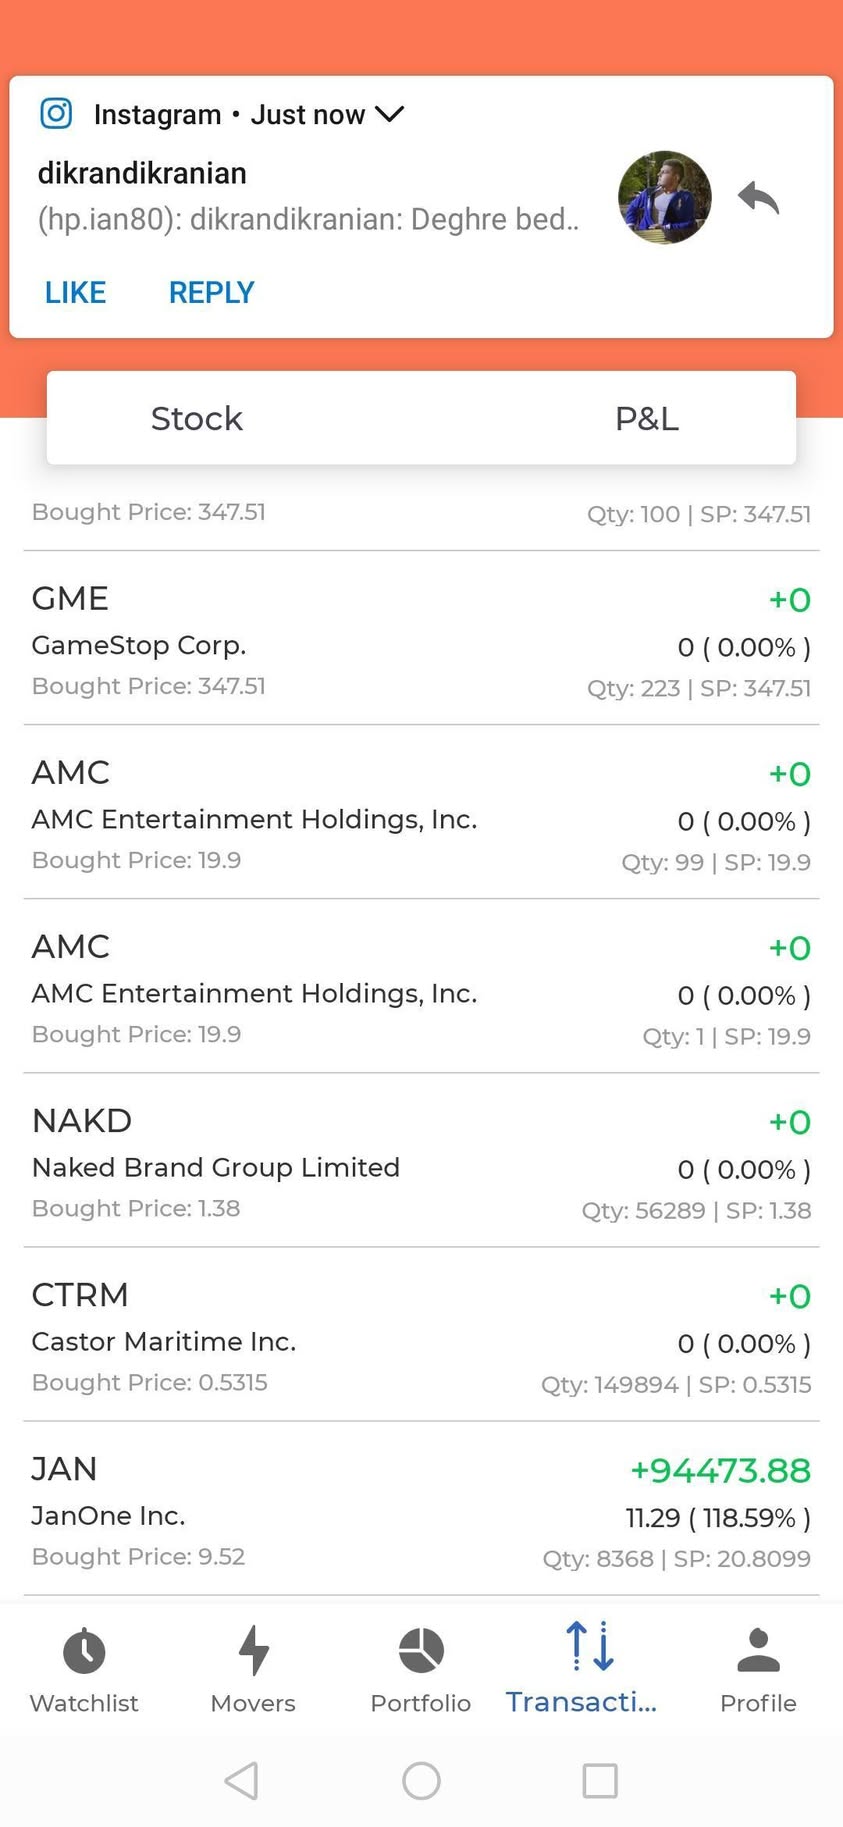 Instagram • Just now
dikrandikranian
(hp.ian80): dikrandikranian: Deghre bed..
LIKE REPLY
Stock P&L
Bought Price: 347.51 Qty: 100 | SP: 347.51
GME +0
GameStop Corp. 0 ( 0.00% )
Bought Price: 347.51 Qty: 223 | SP: 347.51
AMC +0
AMC Entertainment Holdings, Inc. 0 ( 0.00% )
Bought Price: 19.9 Qty: 99 | SP: 19.9
AMC +0
AMC Entertainment Holdings, Inc. 0 ( 0.00% )
Bought Price: 19.9 Qty: 1 | SP: 19.9
NAKD +0
Naked Brand Group Limited 0 ( 0.00% )
Bought Price: 1.38 Qty: 56289 | SP: 1.38
CTRM +0
Castor Maritime Inc. 0 ( 0.00% )
Bought Price: 0.5315 Qty: 149894 | SP: 0.5315
JAN +94473.88
JanOne Inc. 11.29 ( 118.59% )
Bought Price: 9.52 Qty: 8368 | SP: 20.8099
Watchlist Movers Portfolio Transacti... Profile